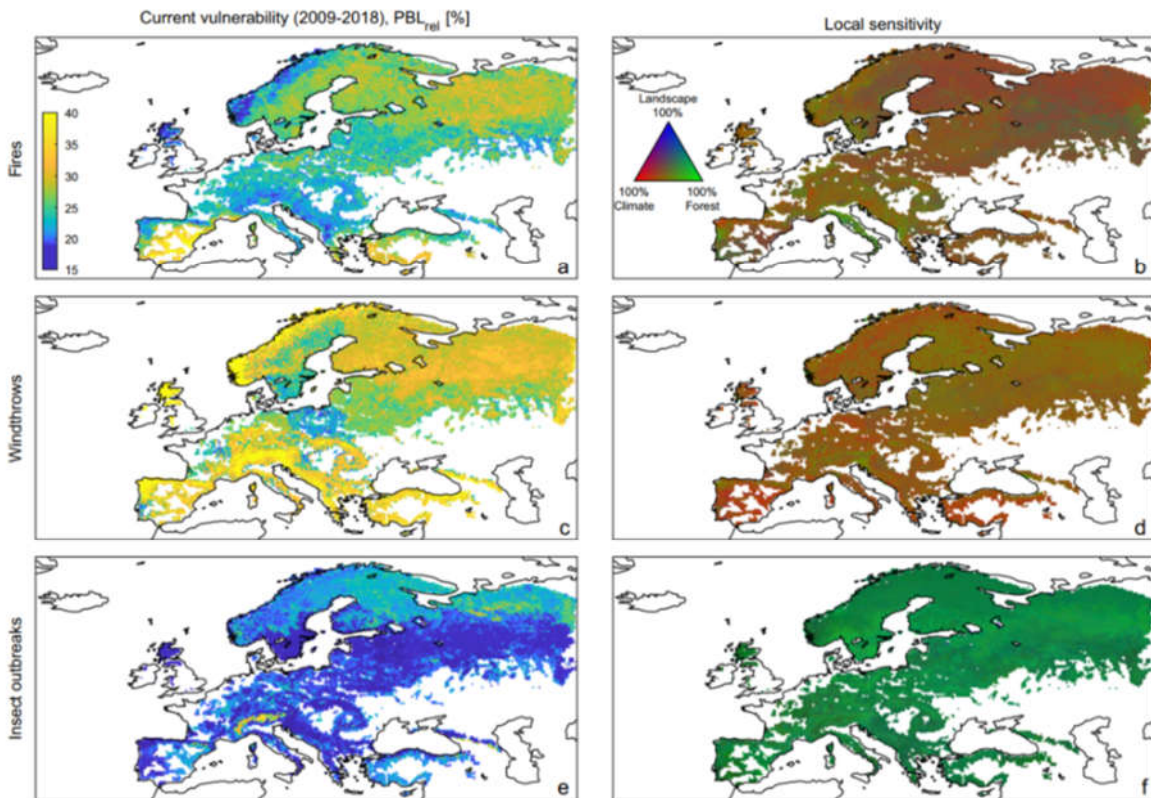 Current vulnerability (2009-2018), PBLrel [%]
Local sensitivity
Fires
40
35
30
25
20
15
a
Landscape
100%
100%
Climate
100%
Forest
b
Windthrows
c
d
Insect outbreaks
e
f